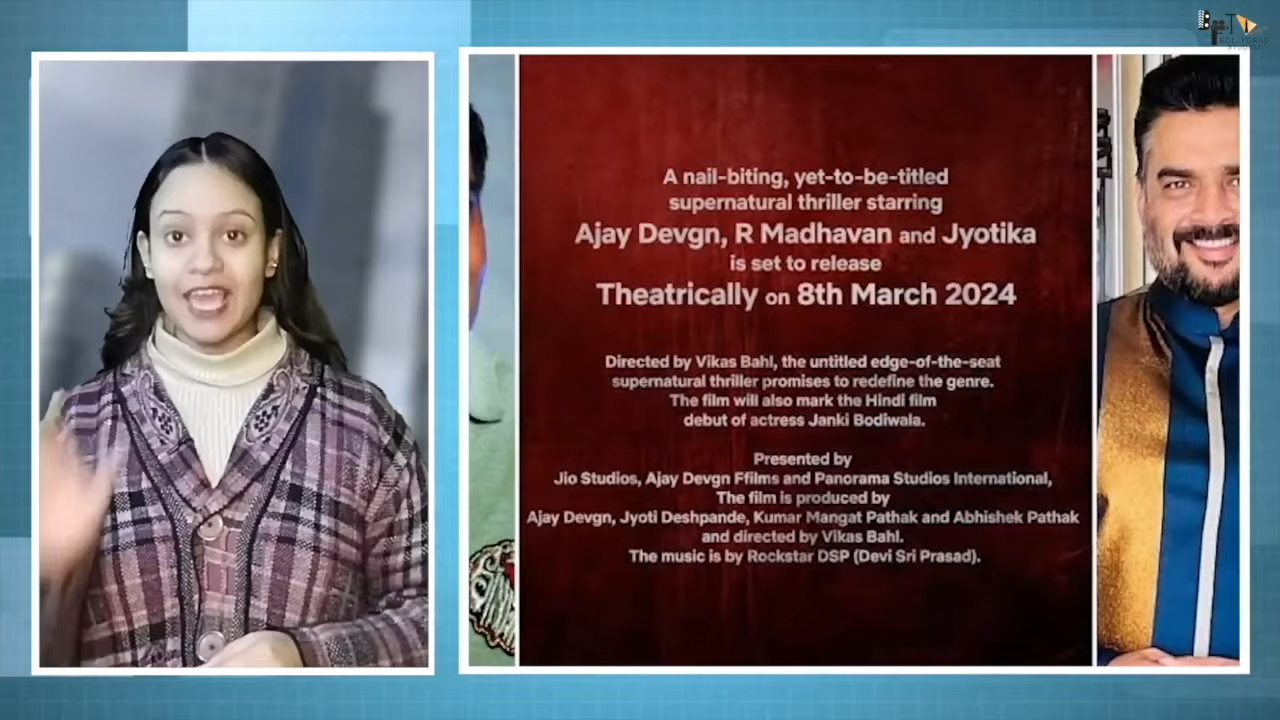 A nail-biting, yet-to-be-titled
supernatural thriller starring
Ajay Devgn, R Madhavan and Jyotika
is set to release
Theatrically on 8th March 2024
Directed by Vikas Bahl, the untitled edge-of-the-seat
supernatural thriller promises to redefine the genre.
The film will also mark the Hindi film
debut of actress Janki Bodiwala.
Presented by
Jio Studios, Ajay Devgn Ffilms and Panorama Studios International,
The film is produced by
Ajay Devgn, Jyoti Deshpande, Kumar Mangat Pathak and Abhishek Pathak
and directed by Vikas Bahl.
The music is by Rockstar DSP (Devi Sri Prasad).